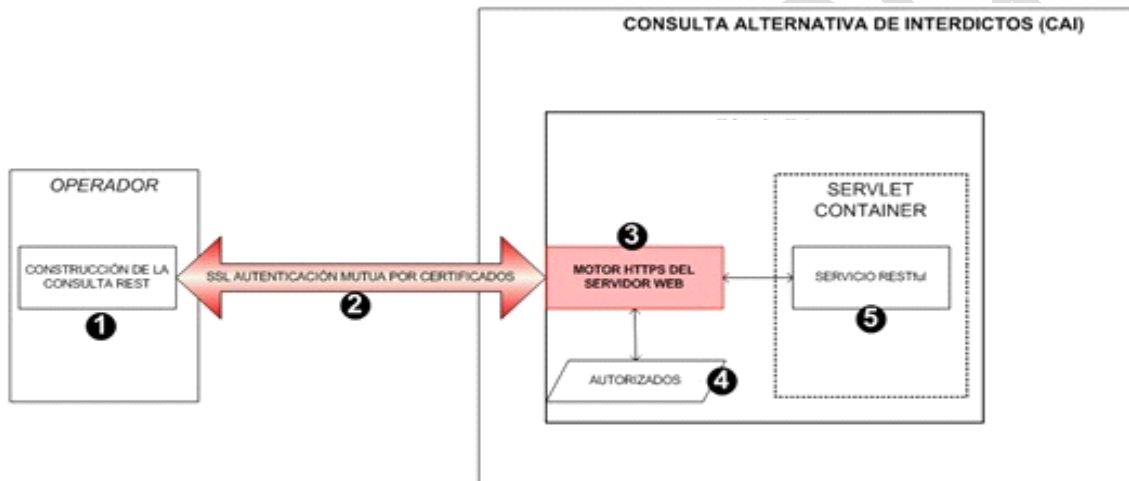 CONSULTA ALTERNATIVA DE INTERDICTOS (CAI)
OPERADOR
CONSTRUCCIÓN DE LA
CONSULTA REST
1
SSL AUTENTICACIÓN MUTUA POR CERTIFICADOS
2
3
MOTOR HTTPS DEL
SERVIDOR WEB
AUTORIZADOS
4
SERVLET
CONTAINER
SERVICIO RESTful
5